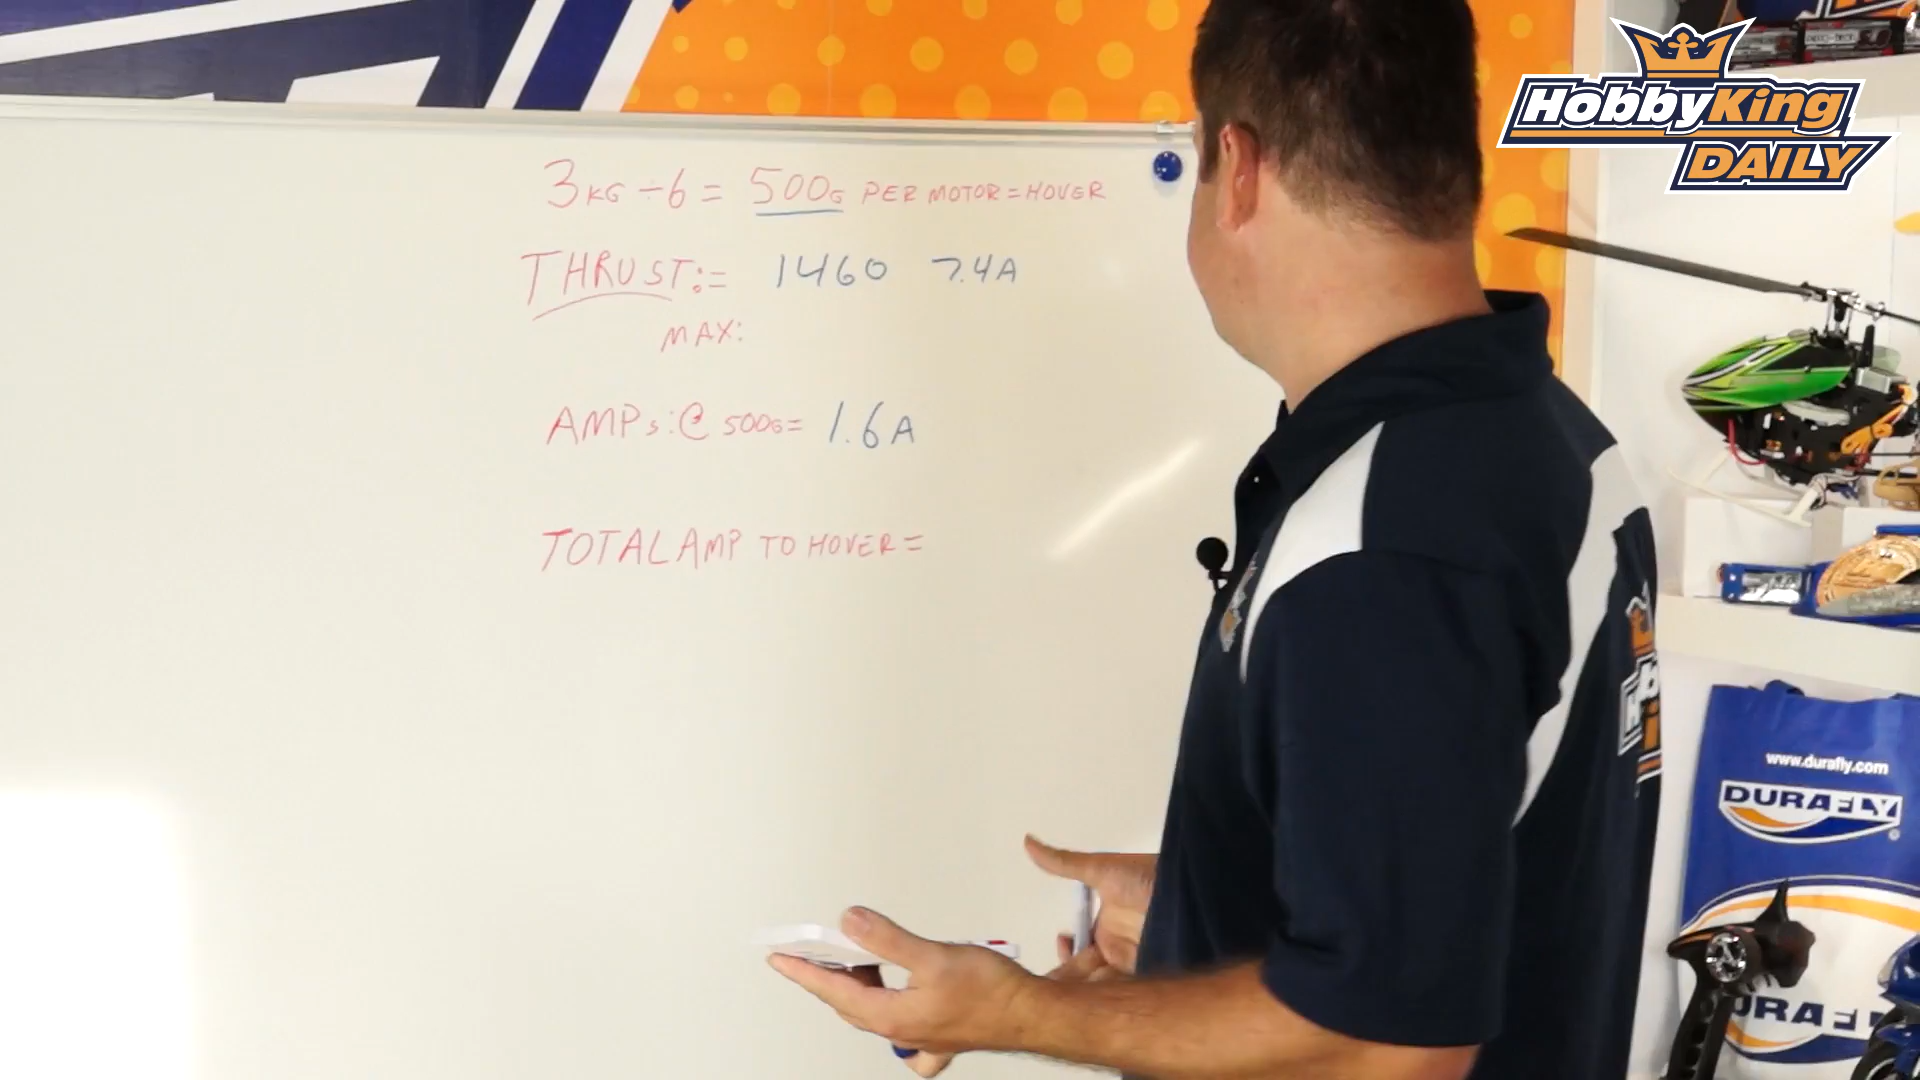 HobbyKing
DAILY
3KG ÷ 6 = 500G PER MOTOR = HOVER
THRUST:= 1460 7.4A
MAX:
AMPS:@ 500G= 1.6A
TOTAL AMP TO HOVER =
www.durafly.com
DURAFLY